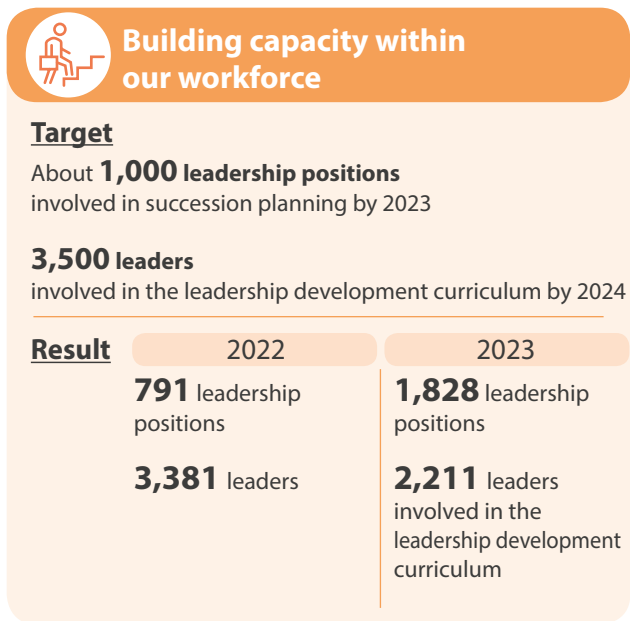 Building capacity within
our workforce
Target
About 1,000 leadership positions
involved in succession planning by 2023
3,500 leaders
involved in the leadership development curriculum by 2024
Result
2022
2023
791 leadership
positions
3,381 leaders
1,828 leadership
positions
2,211 leaders
involved in the
leadership development
curriculum